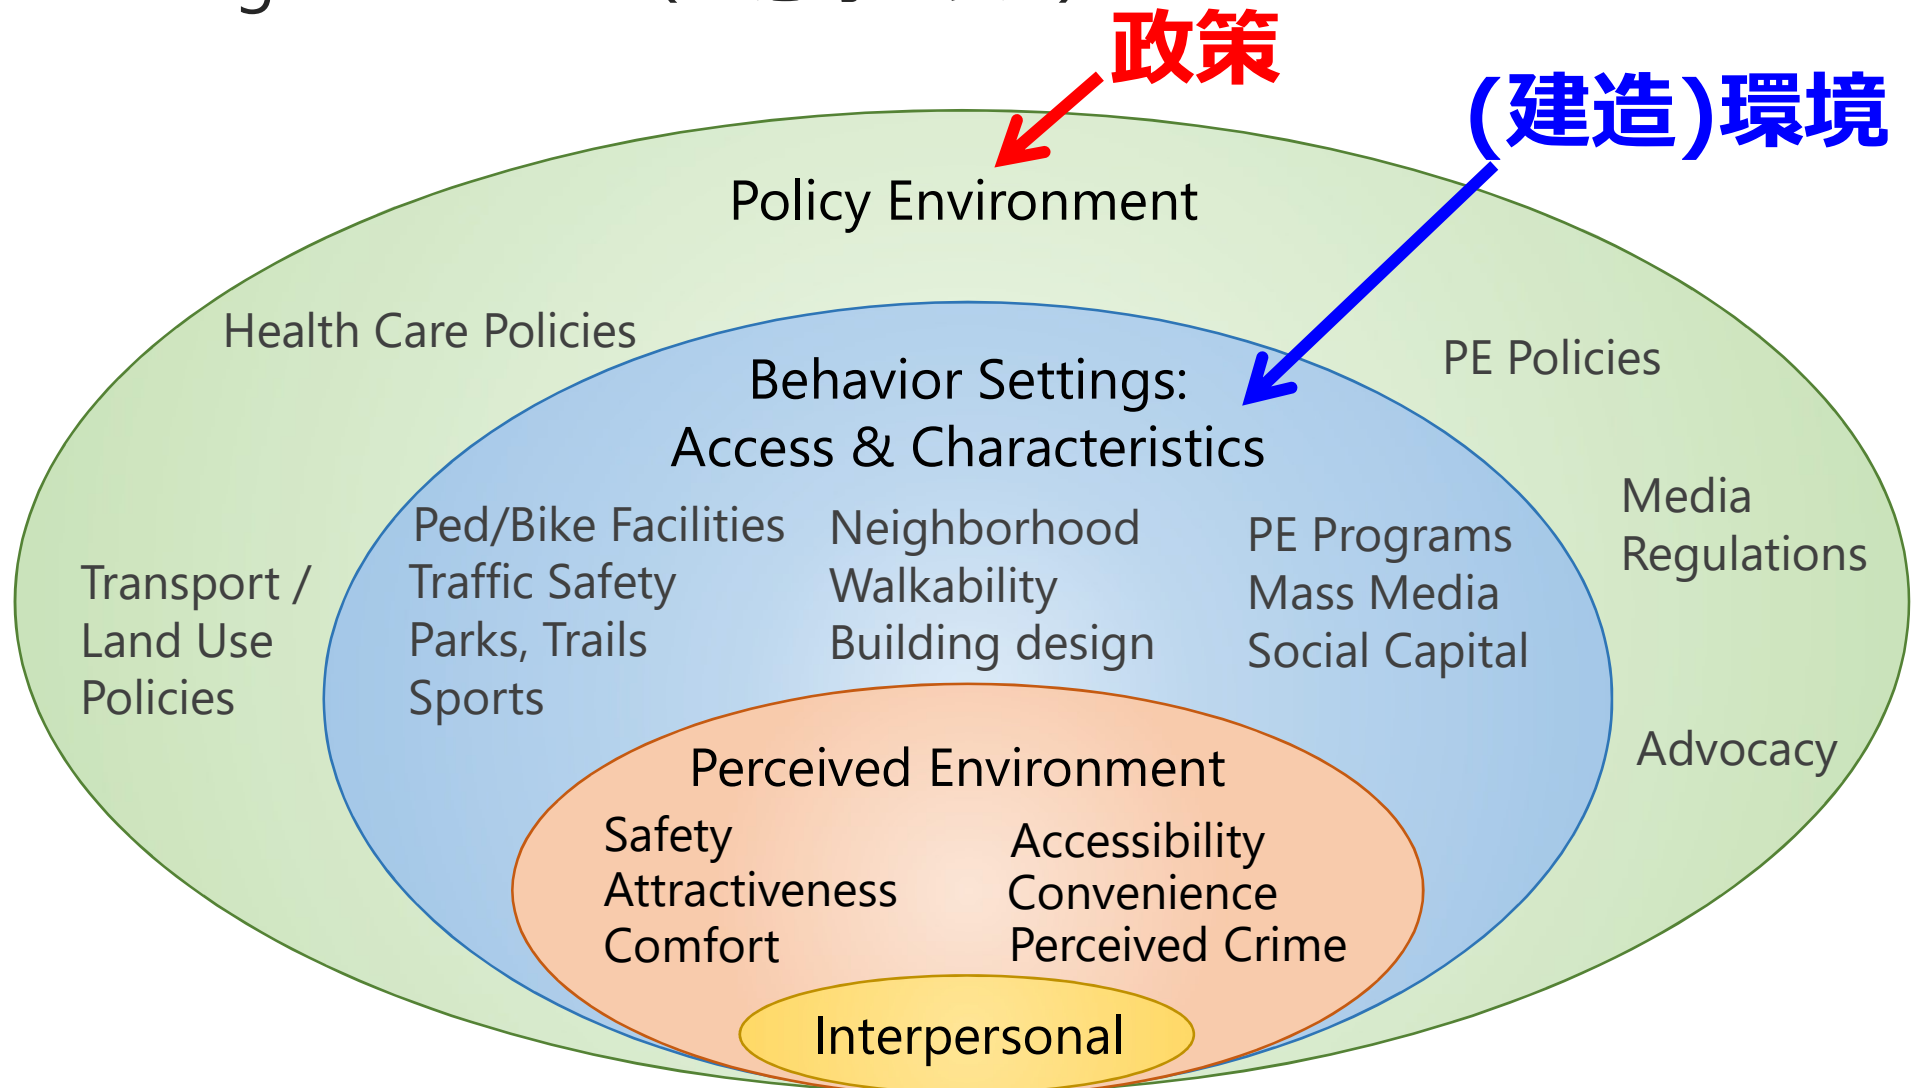 政策
(建造)環境
Policy Environment
Health Care Policies
PE Policies
Behavior Settings:
Access & Characteristics
Media
Regulations
Transport /
Land Use
Policies
Ped/Bike Facilities
Traffic Safety
Parks, Trails
Sports
Neighborhood
Walkability
Building design
PE Programs
Mass Media
Social Capital
Advocacy
Perceived Environment
Safety
Attractiveness
Comfort
Accessibility
Convenience
Perceived Crime
Interpersonal